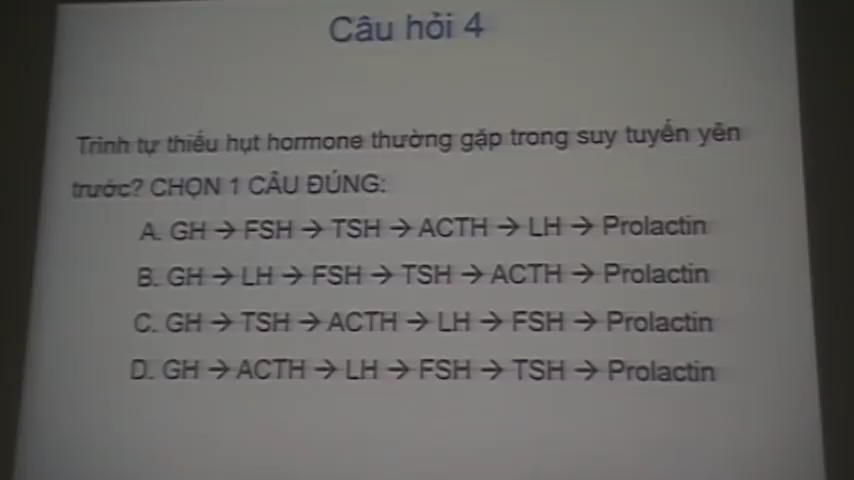 Câu hỏi 4
Trình tự thiếu hụt hormone thường gặp trong suy tuyến yên
trước? CHỌN 1 CÂU ĐÚNG:
A. GH → FSH → TSH → ACTH → LH → Prolactin
B. GH → LH → FSH → TSH → ACTH → Prolactin
C. GH → TSH → ACTH → LH → FSH → Prolactin
D. GH → ACTH → LH → FSH → TSH → Prolactin